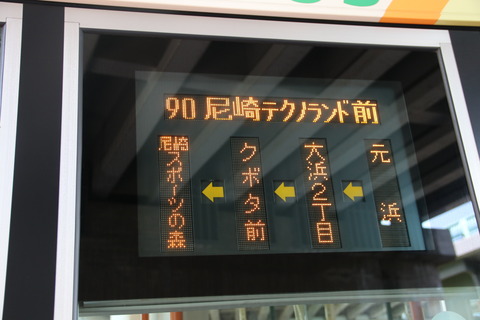 90 尼崎テクノランド前
元浜
大浜2丁目
クボタ前
尼崎スポーツの森